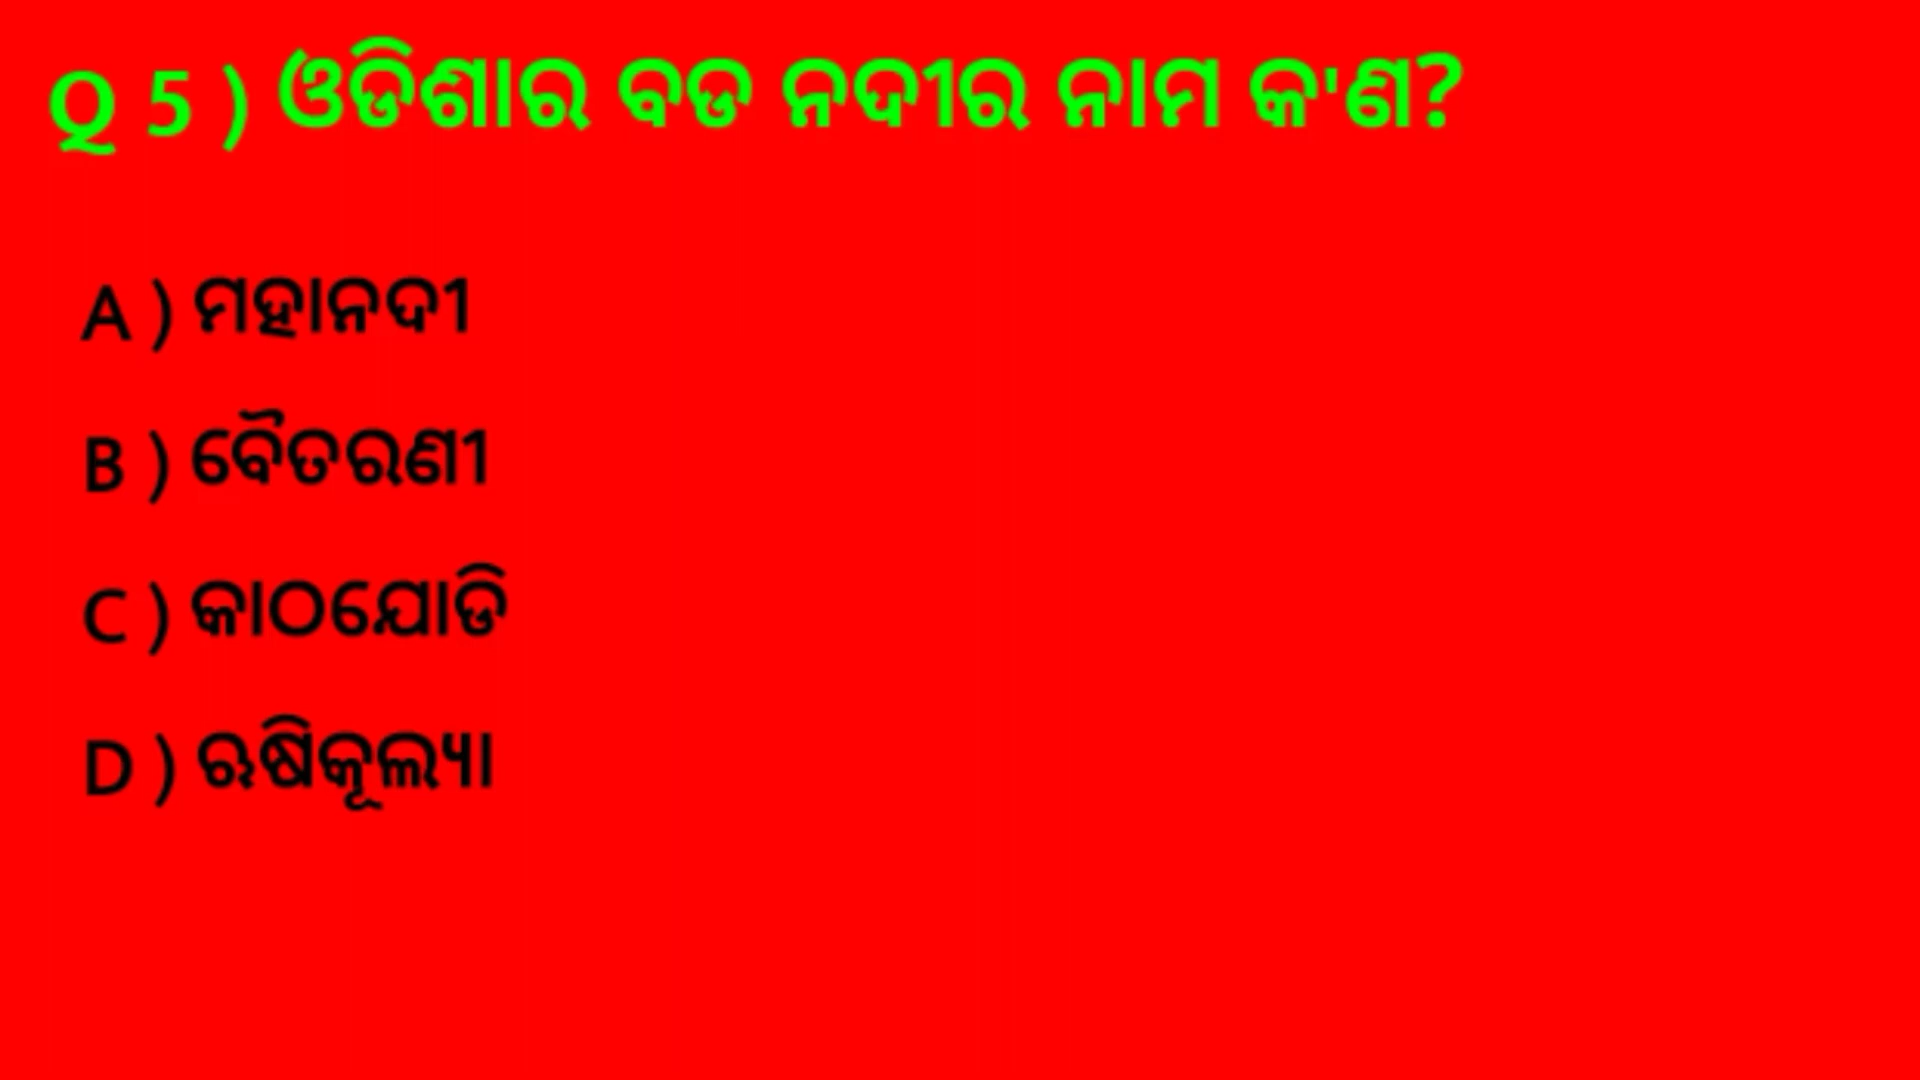 Q 5 ) ଓଡିଶାର ବଡ ନଦୀର ନାମ କ'ଣ?
A ) ମହାନଦୀ
B ) ବୈତରଣୀ
C ) କାଠଯୋଡି
D ) ଋଷିକୂଲ୍ୟା